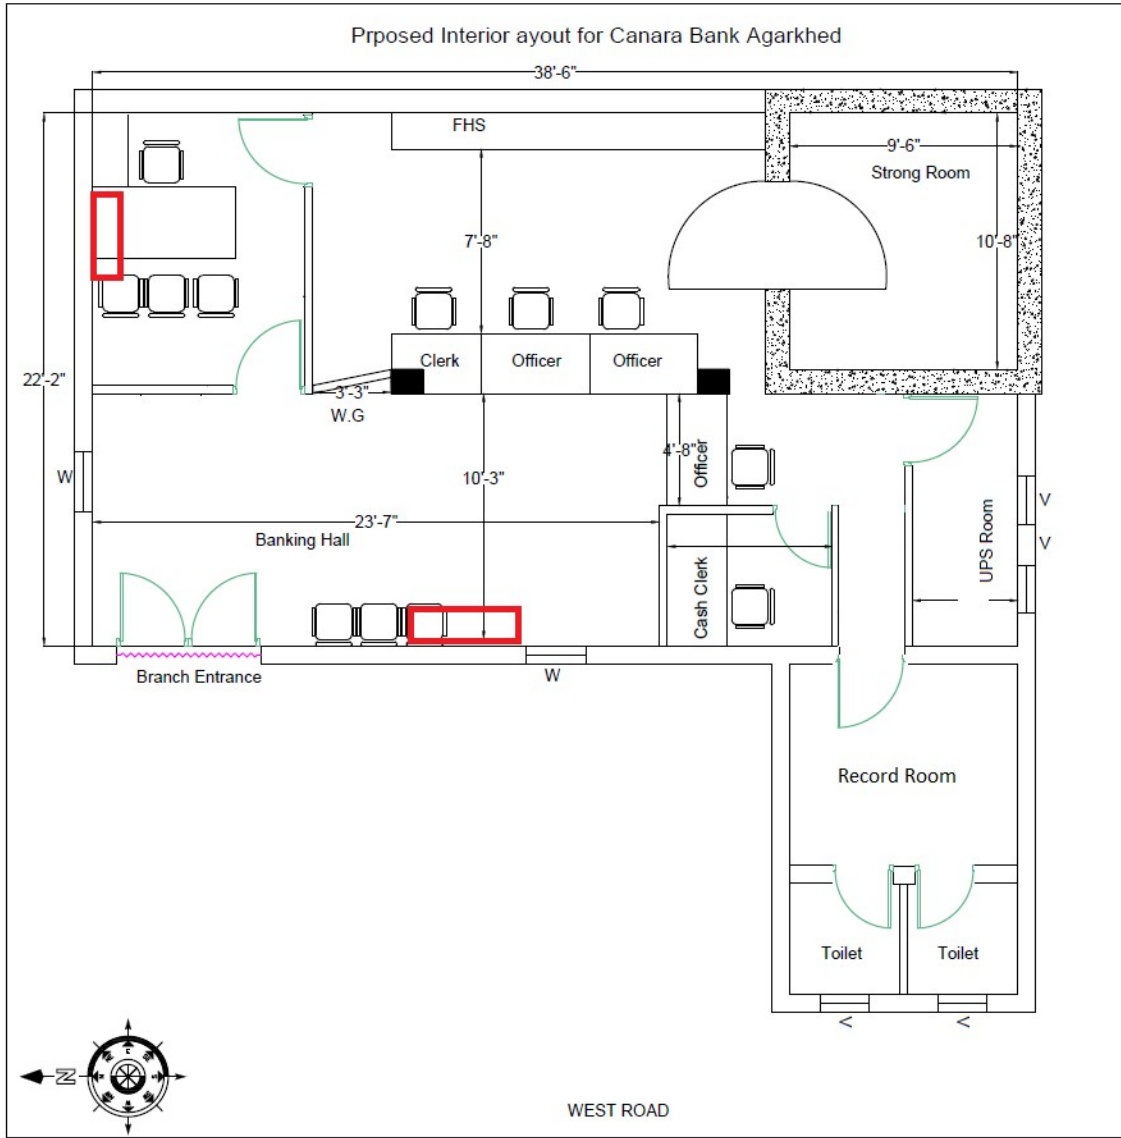 Prposed Interior ayout for Canara Bank Agarkhed
38'-6"
FHS
9'-6"
Strong Room
7'-8"
10'-8"
Clerk
Officer
Officer
22'-2"
3'-3"
W.G
4'-8"
Officer
W
10'-3"
V
23'-7"
Banking Hall
UPS Room
V
Cash Clerk
Branch Entrance
W
Record Room
Toilet
Toilet
V
V
N
WEST ROAD